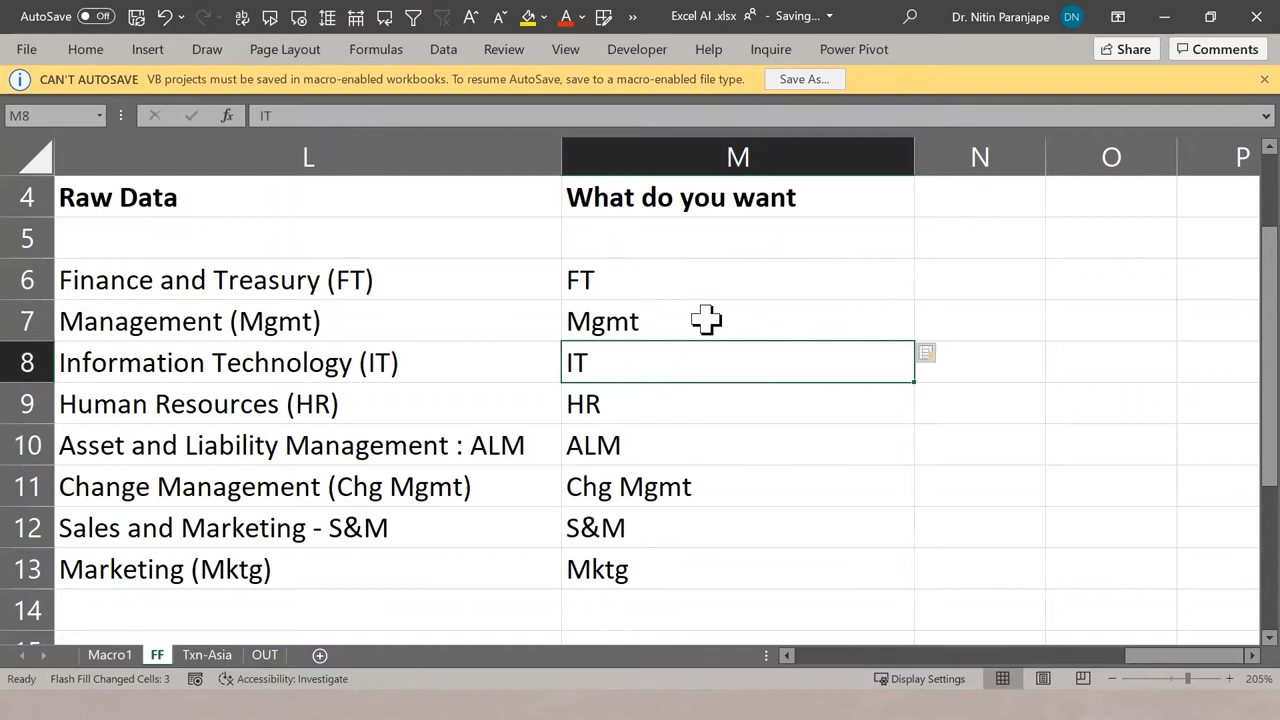 AutoSave Off Excel AI .xlsx - Saving... Dr. Nitin Paranjape DN
File Home Insert Draw Page Layout Formulas Data Review View Developer Help Inquire Power Pivot Share Comments
CAN'T AUTOSAVE VB projects must be saved in macro-enabled workbooks. To resume AutoSave, save to a macro-enabled file type. Save As...
M8 fx IT
L M N O P
4 Raw Data What do you want
5
6 Finance and Treasury (FT) FT
7 Management (Mgmt) Mgmt
8 Information Technology (IT) IT
9 Human Resources (HR) HR
10 Asset and Liability Management : ALM ALM
11 Change Management (Chg Mgmt) Chg Mgmt
12 Sales and Marketing - S&M S&M
13 Marketing (Mktg) Mktg
14
Macro1 FF Txn-Asia OUT
Ready Flash Fill Changed Cells: 3 Accessibility: Investigate Display Settings 205%